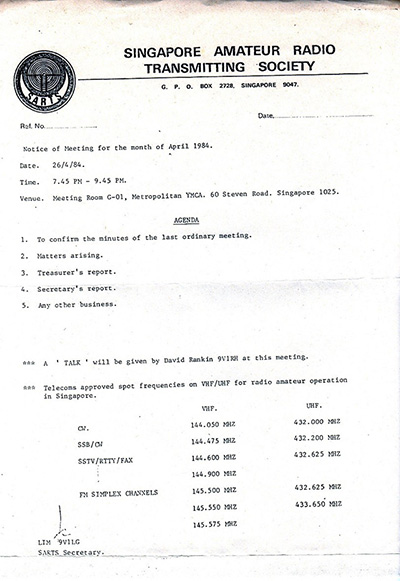 SINGAPORE AMATEUR RADIO
TRANSMITTING SOCIETY
SARTS
G. P. O. BOX 2728, SINGAPORE 9047.
Ref. No.
Date,
Notice of Meeting for the month of April 1984.
Date. 26/4/84.
Time. 7.45 PM - 9.45 PM.
Venue. Meeting Room G-01, Metropolitan YMCA. 60 Steven Road. Singapore 1025.
AGENDA
1. To confirm the minutes of the last ordinary meeting.
2. Matters arising.
3. Treasurer's report.
4. Secretary's report.
5. Any other business.
*** A ' TALK ' will be given by David Rankin 9V1RH at this meeting.
*** Telecoms approved spot frequencies on VHF/UHF for radio amateur operation
in Singapore.
VHF. UHF.
CW. 144.050 MHZ 432.000 MHZ
SSB/CW 144.475 MHZ 432.200 MHZ
SSTV/RTTY/FAX 144.600 MHZ 432.625 MHZ
144.900 MHZ
FM SIMPLEX CHANNELS 145.500 MHZ 432.625 MHZ
145.550 MHZ 433.650 MHZ
145.575 MHZ
LIM 9V1LG
SARTS Secretary.